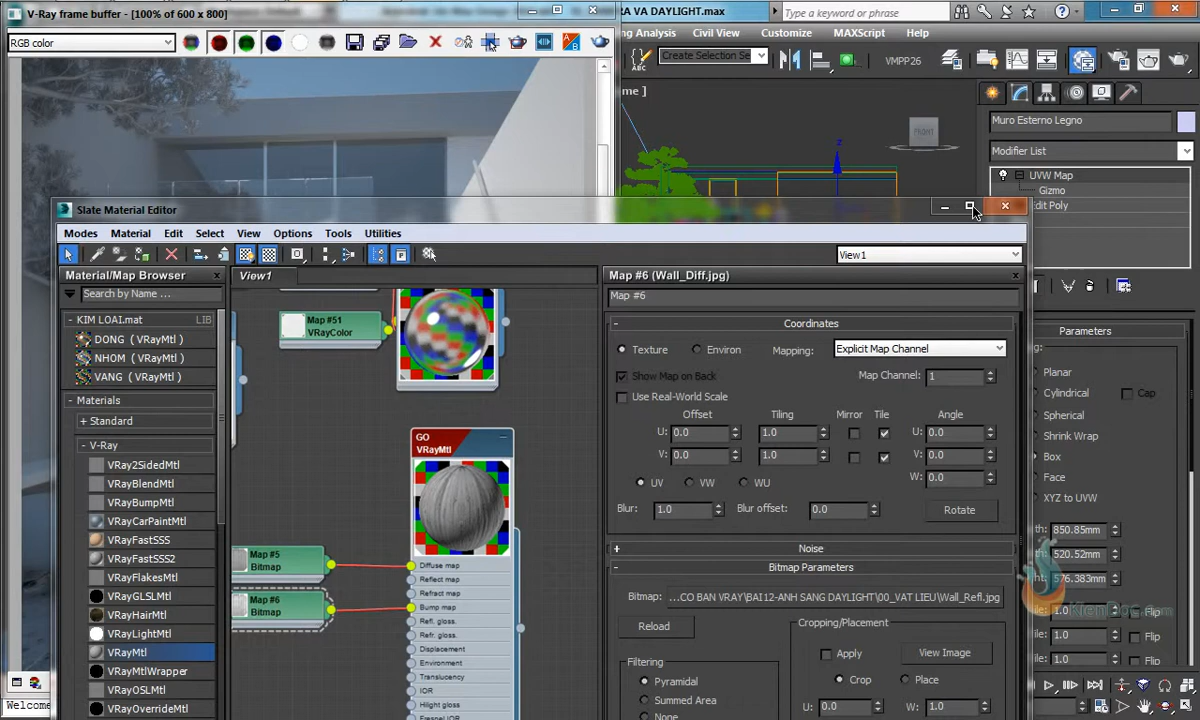 V-Ray frame buffer - [100% of 600 x 800]
RA VA DAYLIGHT.max
Type a keyword or phrase
RGB color
ng Analysis Civil View Customize MAXScript Help
Create Selection Se
VMPP26
me ]
FRONT
z
Muro Esterno Legno
Modifier List
UVW Map
Gizmo
dit Poly
Slate Material Editor
Modes Material Edit Select View Options Tools Utilities
View1
Material/Map Browser
Search by Name ...
KIM LOAI.mat LIB
DONG ( VRayMtl )
NHOM ( VRayMtl )
VANG ( VRayMtl )
- Materials
+ Standard
- V-Ray
VRay2SidedMtl
VRayBlendMtl
VRayBumpMtl
VRayCarPaintMtl
VRayFastSSS
VRayFastSSS2
VRayFlakesMtl
VRayGLSLMtl
VRayHairMtl
VRayLightMtl
VRayMtl
VRayMtlWrapper
VRayOSLMtl
VRayOverrideMtl
View1
Map #51
VRayColor
GO
VRayMtl
Map #5
Bitmap
Map #6
Bitmap
Diffuse map
Reflect map
Refract map
Bump map
Refl. gloss.
Refr. gloss.
Displacement
Environment
Translucency
IOR
Hilight gloss
Fresnel IOR
Map #6 (Wall_Diff.jpg)
Map #6
- Coordinates
Texture Environ Mapping: Explicit Map Channel
Show Map on Back Map Channel: 1
Use Real-World Scale
Offset Tiling Mirror Tile Angle
U: 0.0 1.0 U: 0.0
V: 0.0 1.0 V: 0.0
W: 0.0
UV VW WU
Blur: 1.0 Blur offset: 0.0 Rotate
+ Noise
- Bitmap Parameters
Bitmap: ...CO BAN VRAY\BAI12-ANH SANG DAYLIGHT\00_VAT LIEU\Wall_Refl.jpg
Reload
Cropping/Placement
Apply View Image
Crop Place
U: 0.0 W: 1.0
Filtering
Pyramidal
Summed Area
None
Parameters
ng:
Planar
Cylindrical Cap
Spherical
Shrink Wrap
Box
Face
XYZ to UVW
th: 850.85mm
th: 520.52mm
576.383mm
1.0 Flip
1.0 Flip
1.0 Flip
KienDoc.com
Welcome